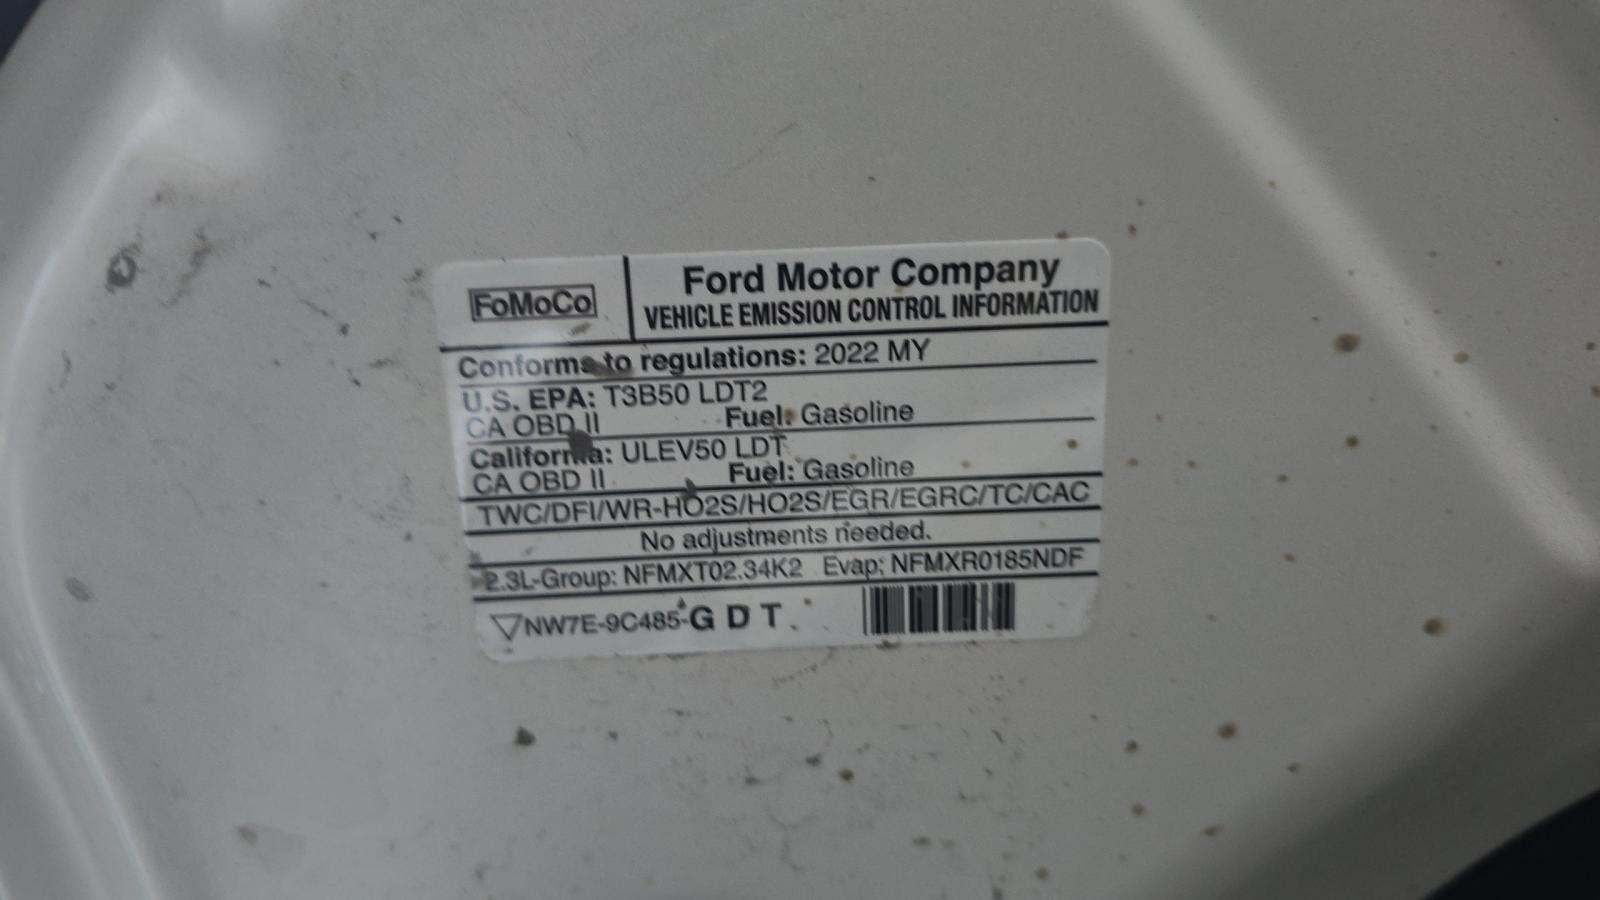 FoMoCo
Ford Motor Company
VEHICLE EMISSION CONTROL INFORMATION
Conforms to regulations: 2022 MY
U.S. EPA: T3B50 LDT2
CA OBD II Fuel: Gasoline
California: ULEV50 LDT
CA OBD II Fuel: Gasoline
TWC/DFI/WR-HO2S/HO2S/EGR/EGRC/TC/CAC
No adjustments needed.
2.3L-Group: NFMXT02.34K2 Evap: NFMXR0185NDF
NW7E-9C485-G D T